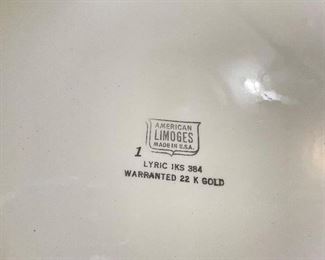 AMERICAN
LIMOGES
MADE IN U.S.A.
1
LYRIC IKS 384
WARRANTED 22 K GOLD